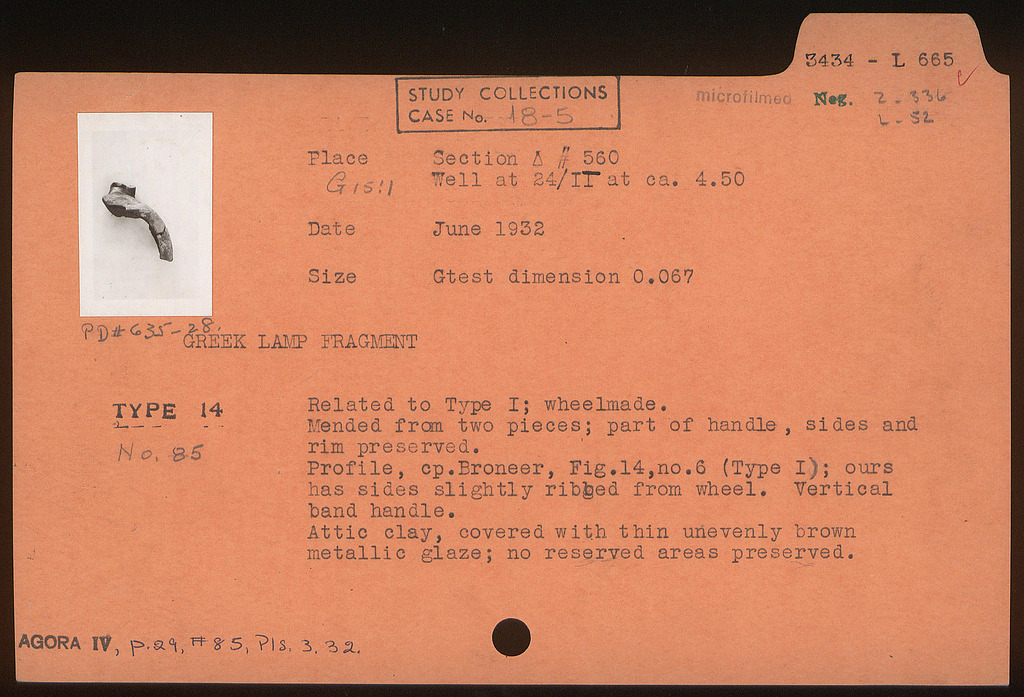 3434 - L 665
microfilmed Neg. 2-336
L-52
STUDY COLLECTIONS
CASE No. 18-5
Place Section Δ # 560
G 15:1 Well at 24/IΓ at ca. 4.50
Date June 1932
Size Gtest dimension 0.067
PD# 635-28.
GREEK LAMP FRAGMENT
TYPE 14
No. 85
Related to Type I; wheelmade.
Mended from two pieces; part of handle, sides and
rim preserved.
Profile, cp.Broneer, Fig.14,no.6 (Type I); ours
has sides slightly ribbed from wheel. Vertical
band handle.
Attic clay, covered with thin unevenly brown
metallic glaze; no reserved areas preserved.
AGORA IV, p.29, #85, Pls. 3, 32.